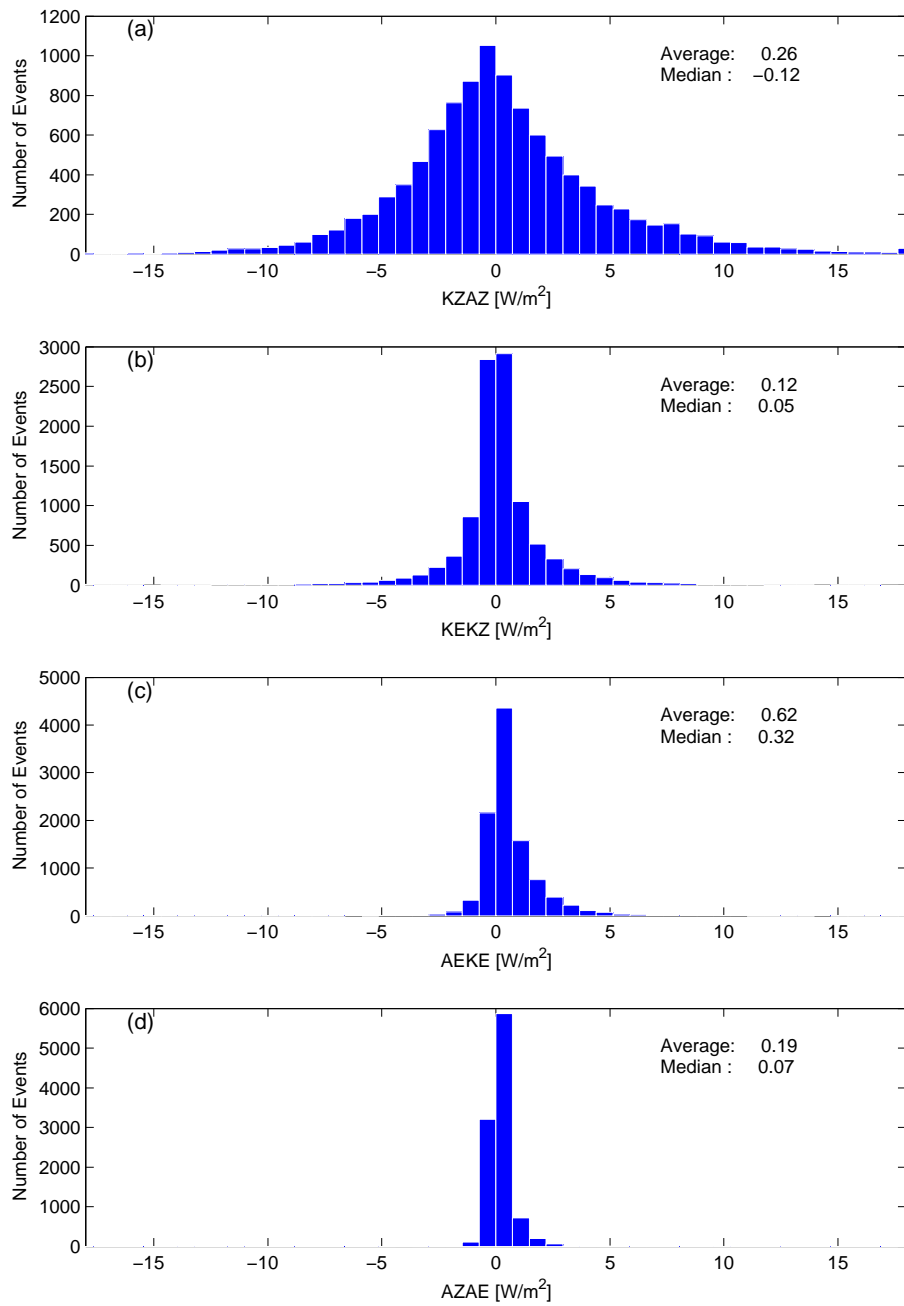 (a)
Average: 0.26
Median : −0.12
Number of Events
1200
1000
800
600
400
200
0
−15 −10 −5 0 5 10 15
KZAZ [W/m²]
(b)
Average: 0.12
Median : 0.05
Number of Events
3000
2500
2000
1500
1000
500
0
−15 −10 −5 0 5 10 15
KEKZ [W/m²]
(c)
Average: 0.62
Median : 0.32
Number of Events
5000
4000
3000
2000
1000
0
−15 −10 −5 0 5 10 15
AEKE [W/m²]
(d)
Average: 0.19
Median : 0.07
Number of Events
6000
5000
4000
3000
2000
1000
0
−15 −10 −5 0 5 10 15
AZAE [W/m²]